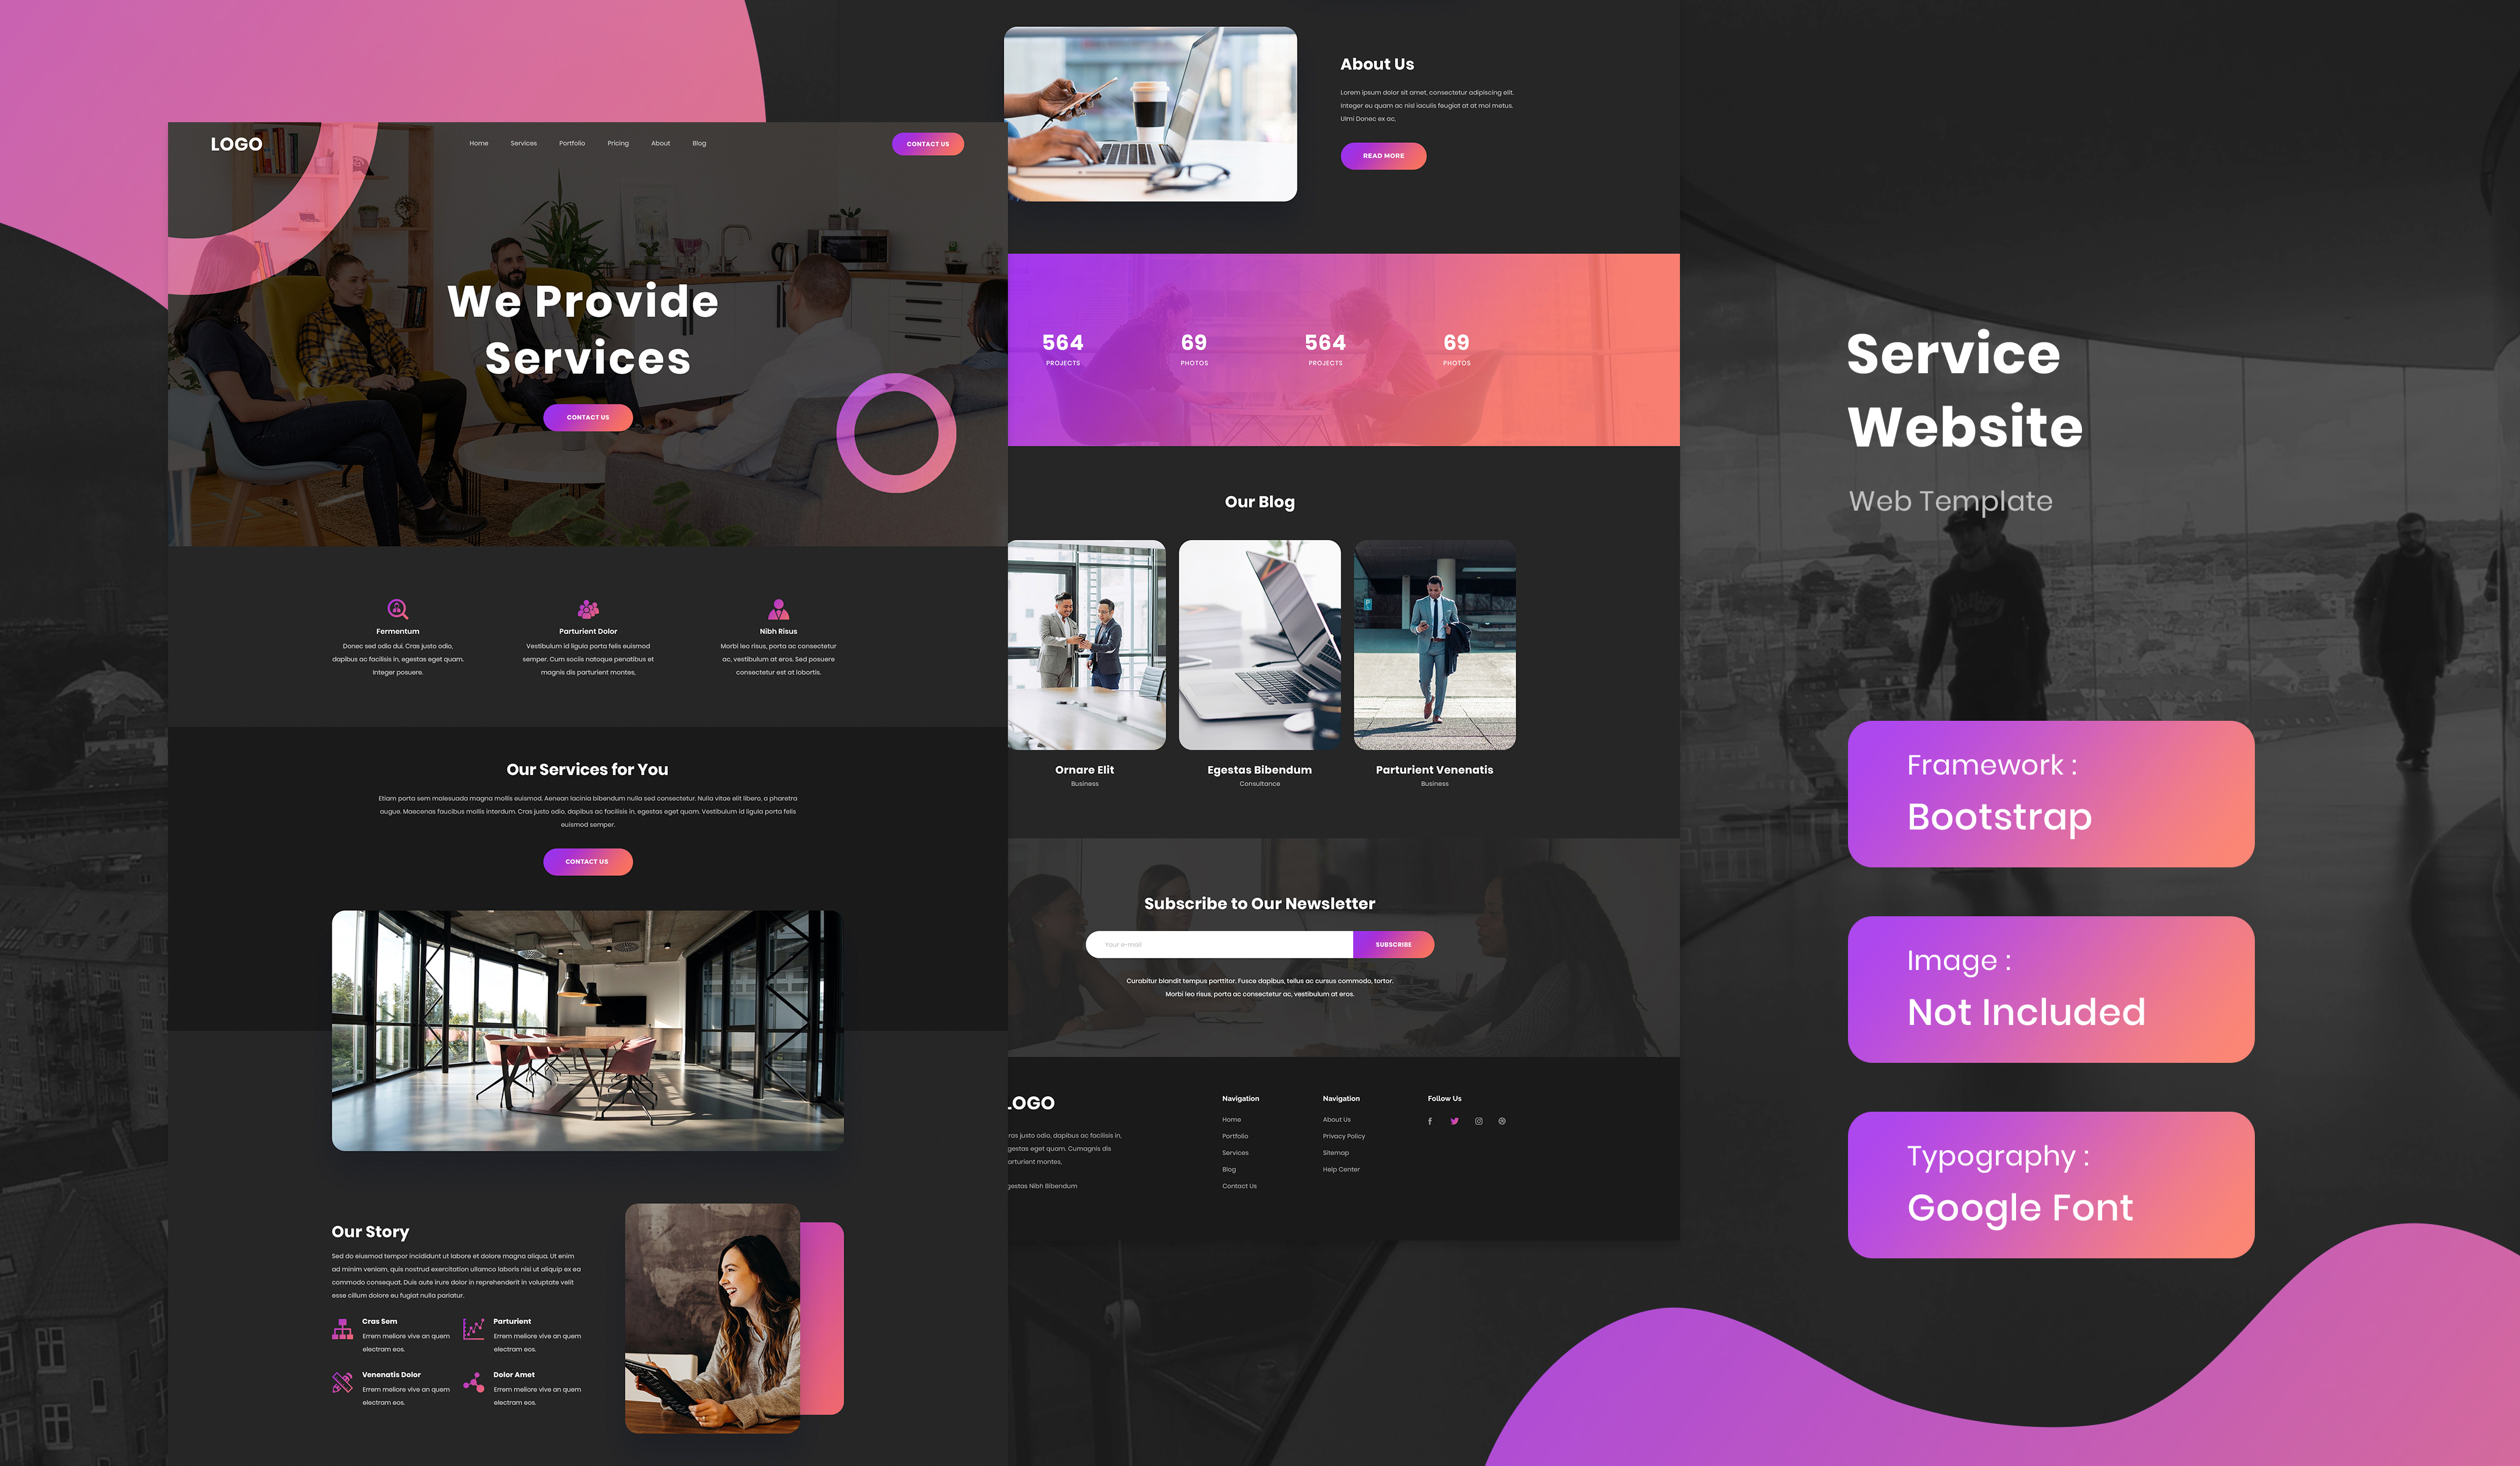 LOGO
Home
Services
Portfolio
Pricing
About
Blog
CONTACT US
We Provide
Services
CONTACT US
Fermentum
Donec sed odio dui. Cras justo odio,
dapibus ac facilisis in, egestas eget quam.
Integer posuere.
Parturient Dolor
Vestibulum id ligula porta felis euismod
semper. Cum sociis natoque penatibus et
magnis dis parturient montes,
Nibh Risus
Morbi leo risus, porta ac consectetur
ac, vestibulum at eros. Sed posuere
consectetur est at lobortis.
Our Services for You
Etiam porta sem malesuada magna mollis euismod. Aenean lacinia bibendum nulla sed consectetur. Nulla vitae elit libero, a pharetra
augue. Maecenas faucibus mollis interdum. Cras justo odio, dapibus ac facilisis in, egestas eget quam. Vestibulum id ligula porta felis
euismod semper.
CONTACT US
Our Story
Sed do eiusmod tempor incididunt ut labore et dolore magna aliqua. Ut enim
ad minim veniam, quis nostrud exercitation ullamco laboris nisi ut aliquip ex ea
commodo consequat. Duis aute irure dolor in reprehenderit in voluptate velit
esse cillum dolore eu fugiat nulla pariatur.
Cras Sem
Errem meliore vive an quem
electram eos.
Parturient
Errem meliore vive an quem
electram eos.
Venenatis Dolor
Errem meliore vive an quem
electram eos.
Dolor Amet
Errem meliore vive an quem
electram eos.
About Us
Lorem ipsum dolor sit amet, consectetur adipiscing elit.
Integer eu quam ac nisl iaculis feugiat at at mol metus.
Ulmi Donec ex ac,
READ MORE
564
PROJECTS
69
PHOTOS
564
PROJECTS
69
PHOTOS
Our Blog
Ornare Elit
Business
Egestas Bibendum
Consultance
Parturient Venenatis
Business
Subscribe to Our Newsletter
Your e-mail
SUBSCRIBE
Curabitur blandit tempus porttitor. Fusce dapibus, tellus ac cursus commodo, tortor.
Morbi leo risus, porta ac consectetur ac, vestibulum at eros.
LOGO
ras justo odio, dapibus ac facilisis in,
gestas eget quam. Cumagnis dis
arturient montes,
gestas Nibh Bibendum
Navigation
Home
Portfolio
Services
Blog
Contact Us
Navigation
About Us
Privacy Policy
Sitemap
Help Center
Follow Us
Service
Website
Web Template
Framework :
Bootstrap
Image :
Not Included
Typography :
Google Font